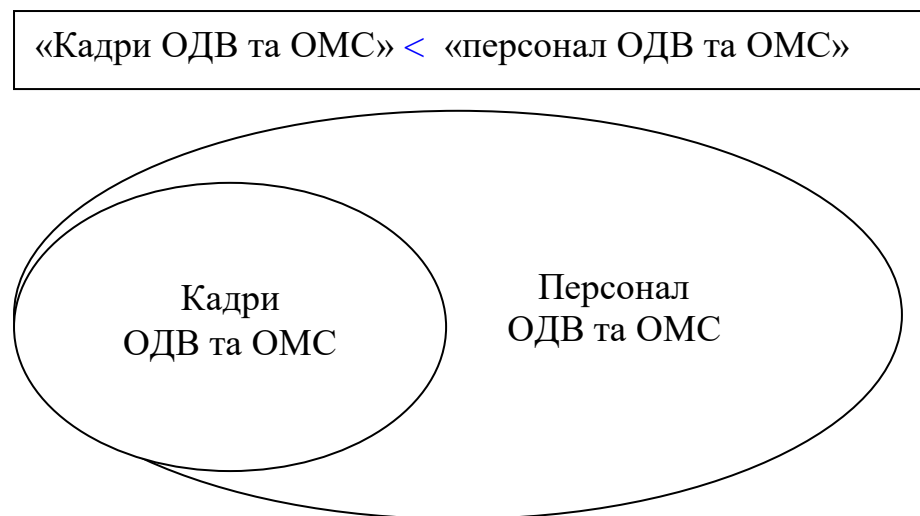 «Кадри ОДВ та ОМС» < «персонал ОДВ та ОМС»
Кадри
ОДВ та ОМС
Персонал
ОДВ та ОМС